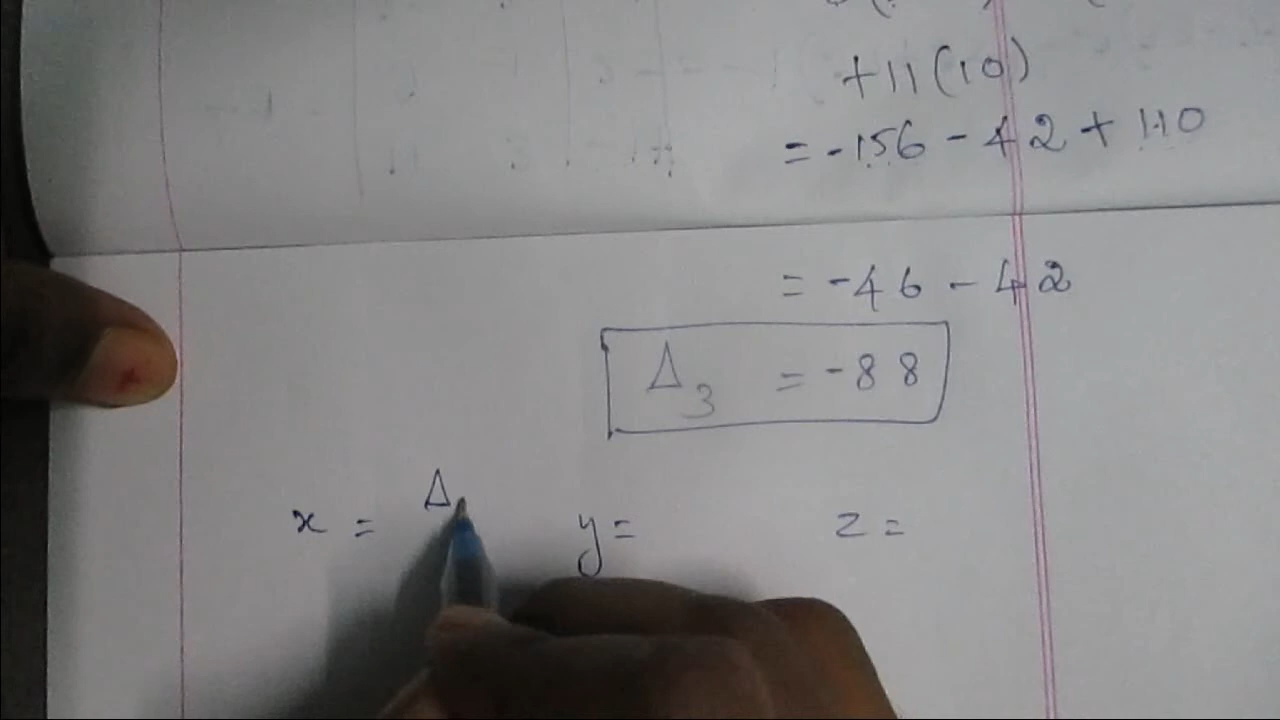 +11(10)
= -156 - 42 + 110
= -46 - 42
Δ3 = -88
x = Δ y = z =